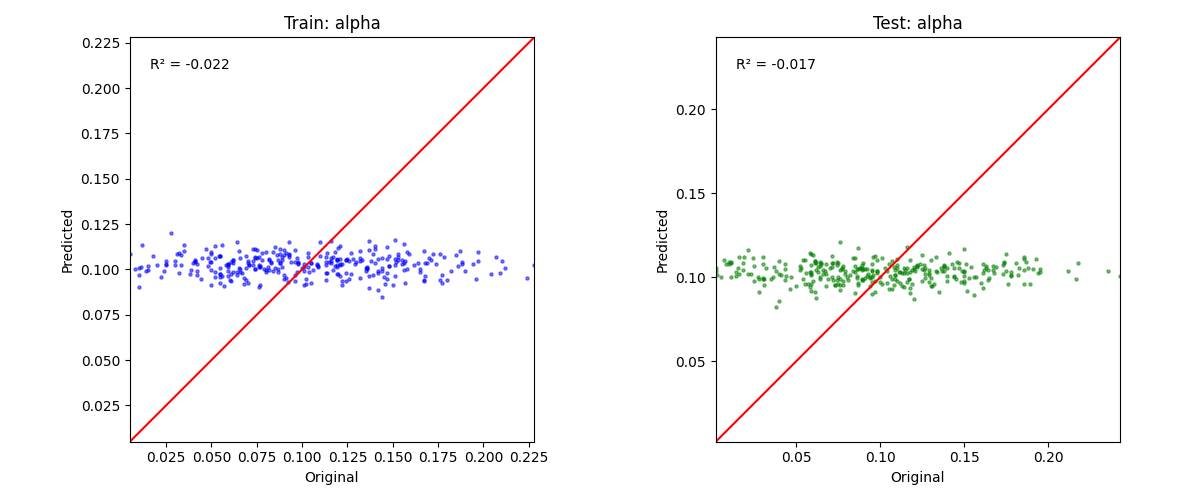 Train: alpha
R² = -0.022
0.225
0.200
0.175
0.150
0.125
0.100
0.075
0.050
0.025
Predicted
0.025 0.050 0.075 0.100 0.125 0.150 0.175 0.200 0.225
Original
Test: alpha
R² = -0.017
0.20
0.15
0.10
0.05
Predicted
0.05 0.10 0.15 0.20
Original